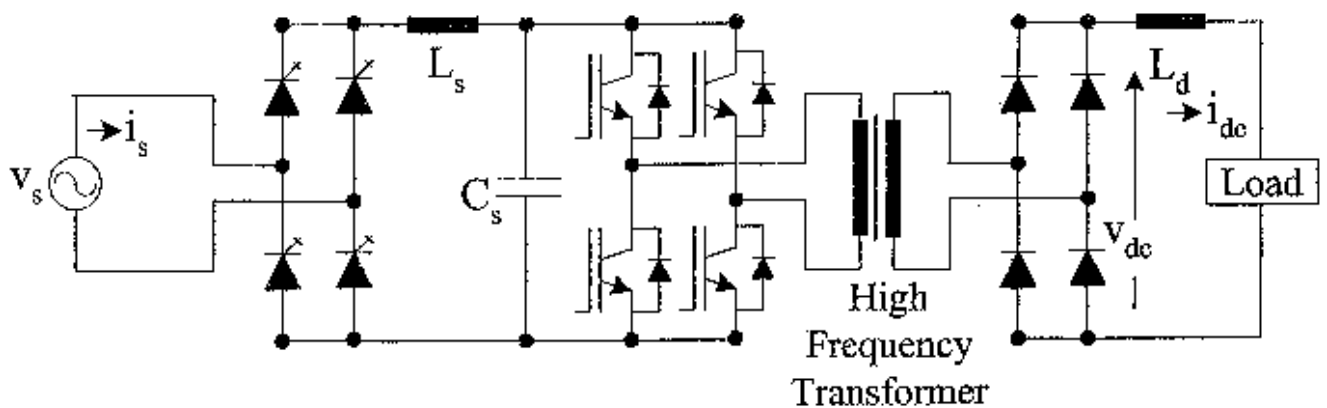 L_s
L_d
i_s
i_dc
v_s
C_s
Load
v_dc
High
Frequency
Transformer